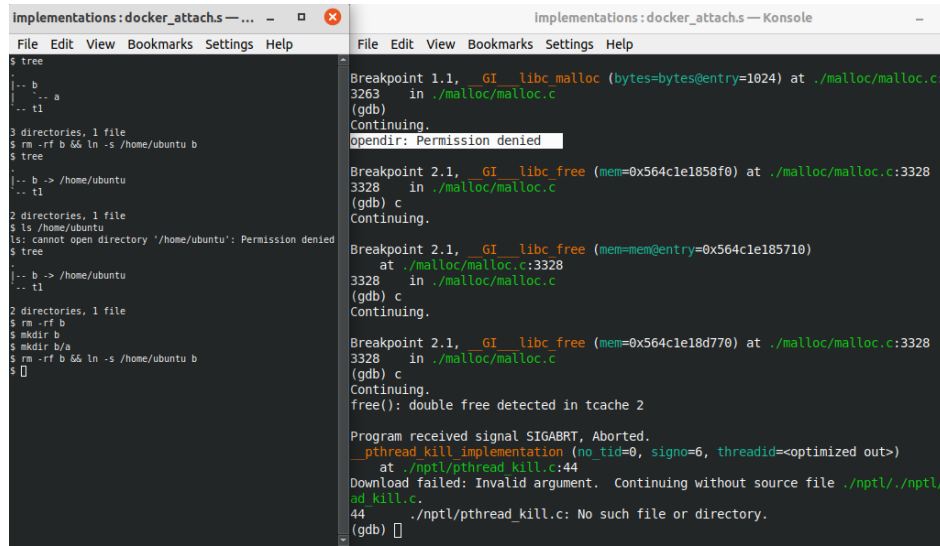 implementations : docker_attach.s — ...
File Edit View Bookmarks Settings Help
$ tree
.
|-- b
|   `-- a
`-- t1

3 directories, 1 file
$ rm -rf b && ln -s /home/ubuntu b
$ tree
.
|-- b -> /home/ubuntu
`-- t1

2 directories, 1 file
$ ls /home/ubuntu
ls: cannot open directory '/home/ubuntu': Permission denied
$ tree
.
|-- b -> /home/ubuntu
`-- t1

2 directories, 1 file
$ rm -rf b
$ mkdir b
$ mkdir b/a
$ rm -rf b && ln -s /home/ubuntu b
$
implementations : docker_attach.s — Konsole
File Edit View Bookmarks Settings Help
Breakpoint 1.1, __GI___libc_malloc (bytes=bytes@entry=1024) at ./malloc/malloc.c
3263    in ./malloc/malloc.c
(gdb)
Continuing.
opendir: Permission denied

Breakpoint 2.1, __GI___libc_free (mem=0x564c1e1858f0) at ./malloc/malloc.c:3328
3328    in ./malloc/malloc.c
(gdb) c
Continuing.

Breakpoint 2.1, __GI___libc_free (mem=mem@entry=0x564c1e185710)
    at ./malloc/malloc.c:3328
3328    in ./malloc/malloc.c
(gdb) c
Continuing.

Breakpoint 2.1, __GI___libc_free (mem=0x564c1e18d770) at ./malloc/malloc.c:3328
3328    in ./malloc/malloc.c
(gdb) c
Continuing.
free(): double free detected in tcache 2

Program received signal SIGABRT, Aborted.
__pthread_kill_implementation (no_tid=0, signo=6, threadid=<optimized out>)
    at ./nptl/pthread_kill.c:44
Download failed: Invalid argument.  Continuing without source file ./nptl/./nptl/
ad_kill.c.
44      ./nptl/pthread_kill.c: No such file or directory.
(gdb)